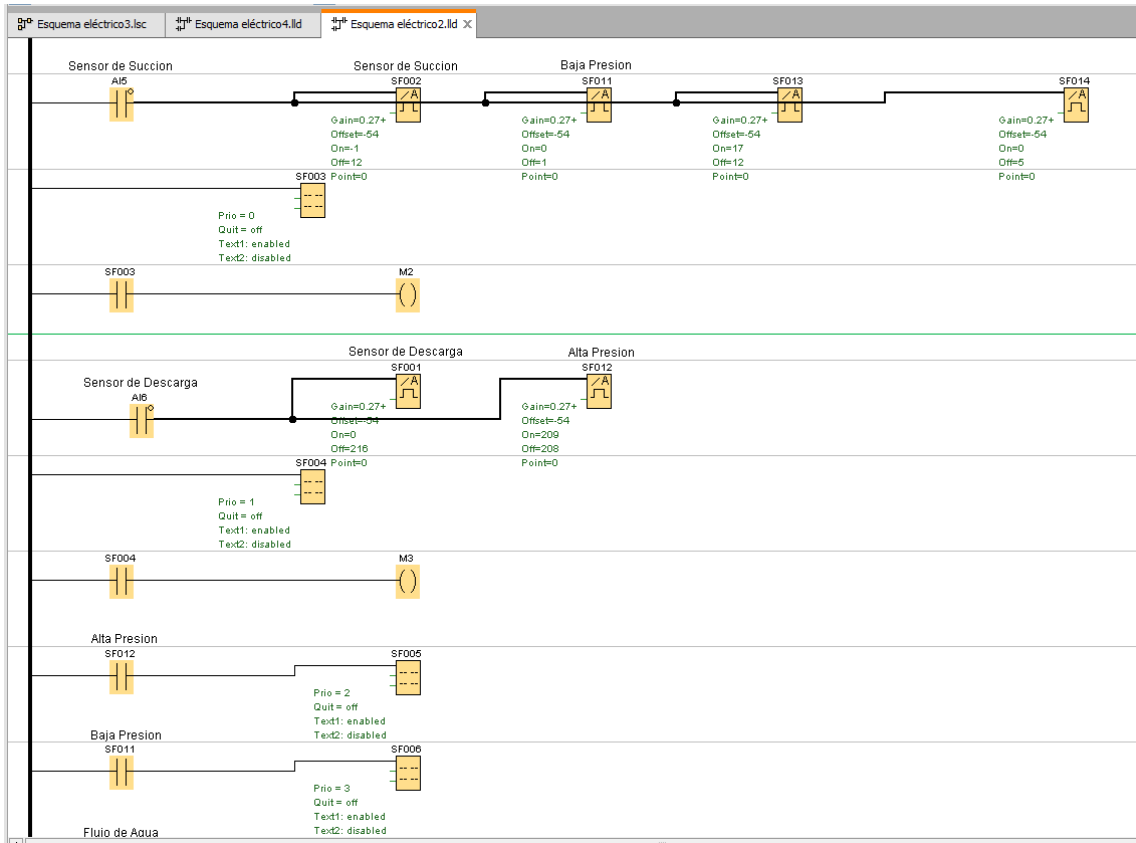 Esquema eléctrico3.lsc Esquema eléctrico4.lld Esquema eléctrico2.lld
Sensor de Succion Sensor de Succion Baja Presion
AI5 SF002 SF011 SF013 SF014
Gain=0.27+ Gain=0.27+ Gain=0.27+ Gain=0.27+
Offset=-54 Offset=-54 Offset=-54 Offset=-54
On=-1 On=0 On=17 On=0
Off=12 Off=1 Off=12 Off=5
SF003 Point=0 Point=0 Point=0 Point=0
Prio = 0
Quit = off
Text1: enabled
Text2: disabled
SF003 M2
Sensor de Descarga Alta Presion
SF001 SF012
Sensor de Descarga
AI6
Gain=0.27+ Gain=0.27+
Offset=-54 Offset=-54
On=0 On=209
Off=216 Off=208
SF004 Point=0 Point=0
Prio = 1
Quit = off
Text1: enabled
Text2: disabled
SF004 M3
Alta Presion
SF012 SF005
Prio = 2
Quit = off
Text1: enabled
Baja Presion Text2: disabled
SF011 SF006
Prio = 3
Quit = off
Text1: enabled
Flujo de Agua Text2: disabled